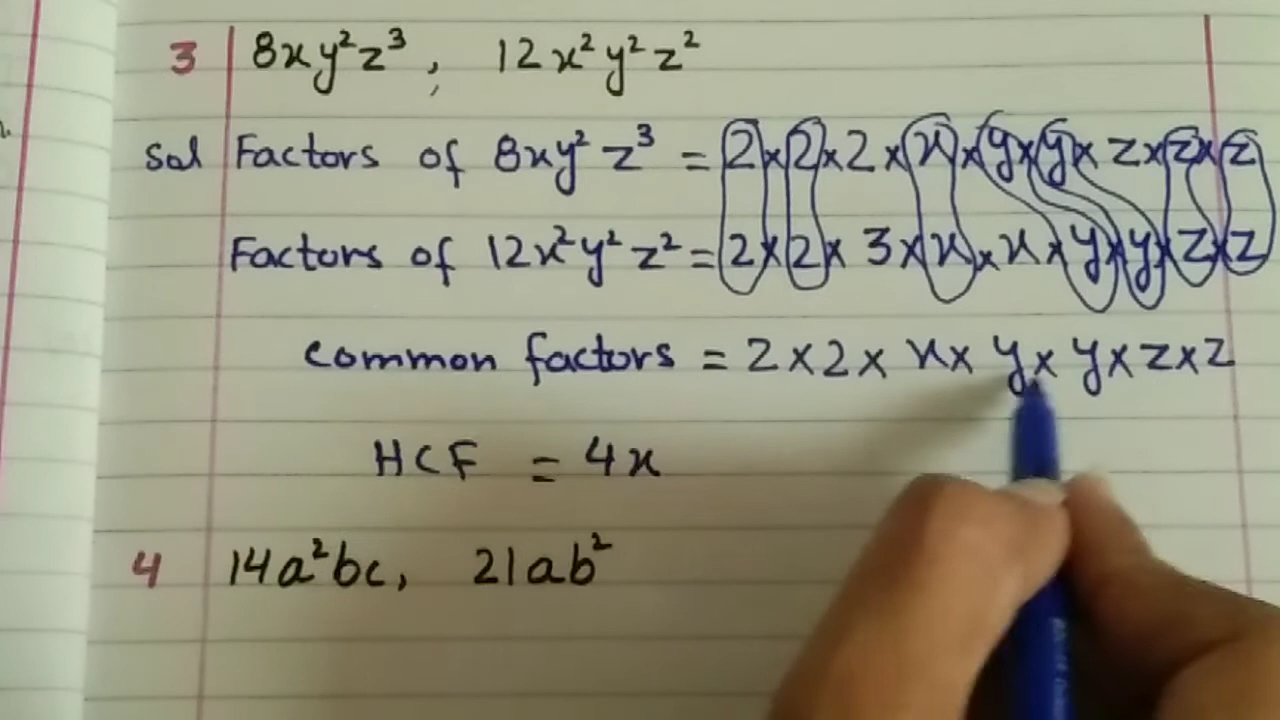 3 8xy²z³, 12x²y²z²
Sol Factors of 8xy²z³ = 2×2×2×x×y×y×z×z×z
Factors of 12x²y²z² = 2×2×3×x×x×y×y×z×z
Common factors = 2×2×x×y×y×z×z
HCF = 4x
4 14a²bc, 21ab²